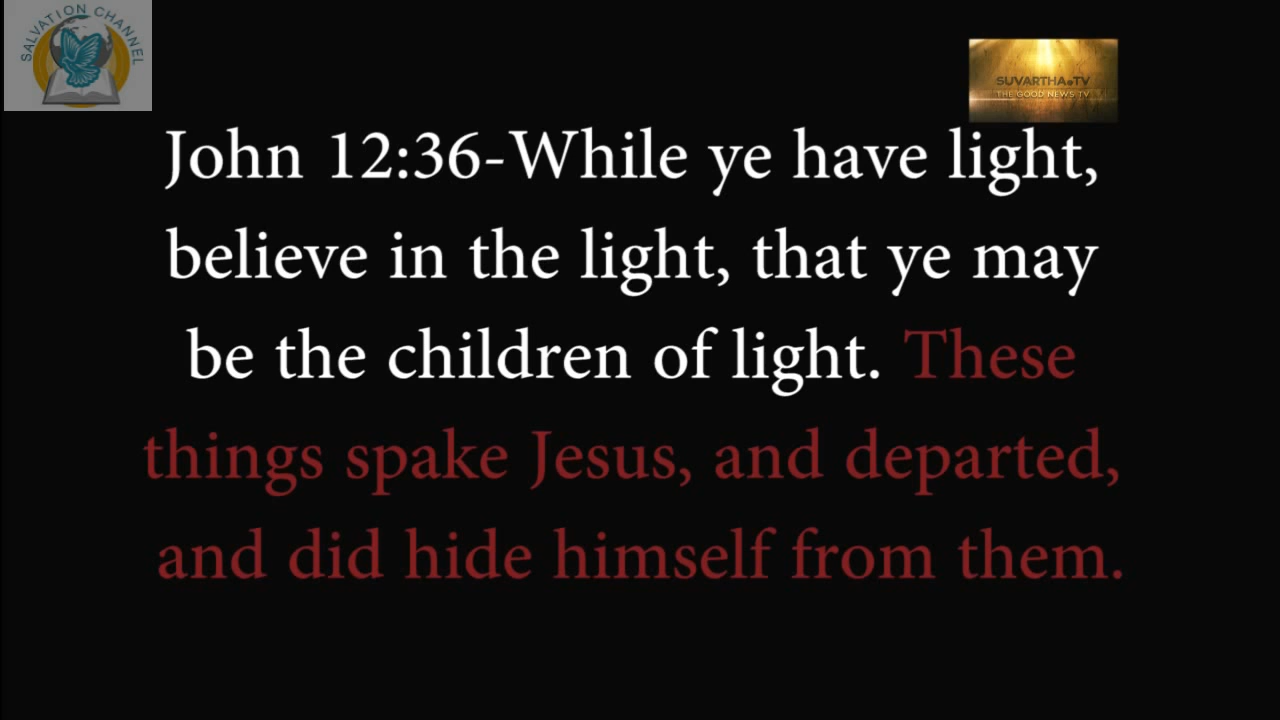 SALVATION CHANNEL
SUVARTHA TV
THE GOOD NEWS TV
John 12:36-While ye have light,
believe in the light, that ye may
be the children of light. These
things spake Jesus, and departed,
and did hide himself from them.